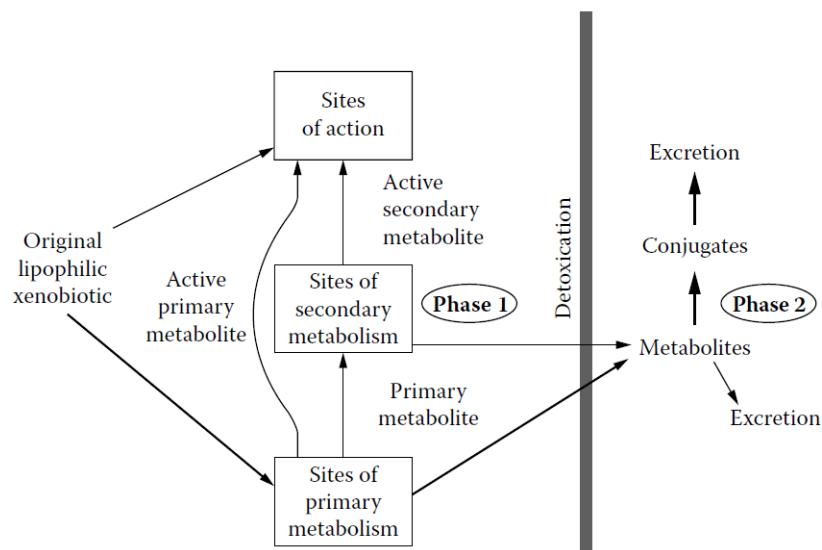 Sites
of action
Original
lipophilic
xenobiotic
Active
primary
metabolite
Active
secondary
metabolite
Sites of
secondary
metabolism
Phase 1
Primary
metabolite
Sites of
primary
metabolism
Detoxication
Excretion
Conjugates
Phase 2
Metabolites
Excretion